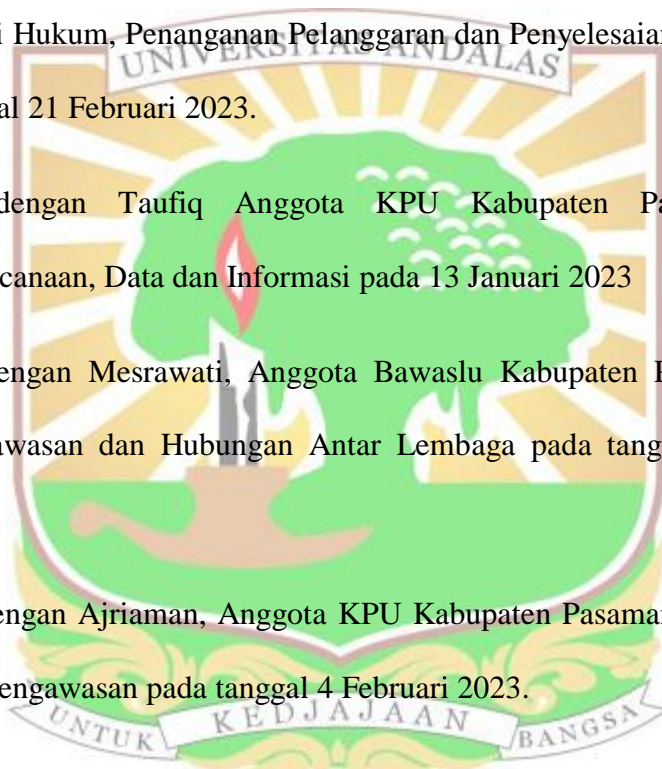 i Hukum, Penanganan Pelanggaran dan Penyelesaian
UNIVERSITAS ANDALAS
al 21 Februari 2023.
dengan Taufiq Anggota KPU Kabupaten Pa
canaan, Data dan Informasi pada 13 Januari 2023
engan Mesrawati, Anggota Bawaslu Kabupaten
awasan dan Hubungan Antar Lembaga pada tang
engan Ajriaman, Anggota KPU Kabupaten Pasama
engawasan pada tanggal 4 Februari 2023.
UNTUK KEDJAJAAN BANGSA